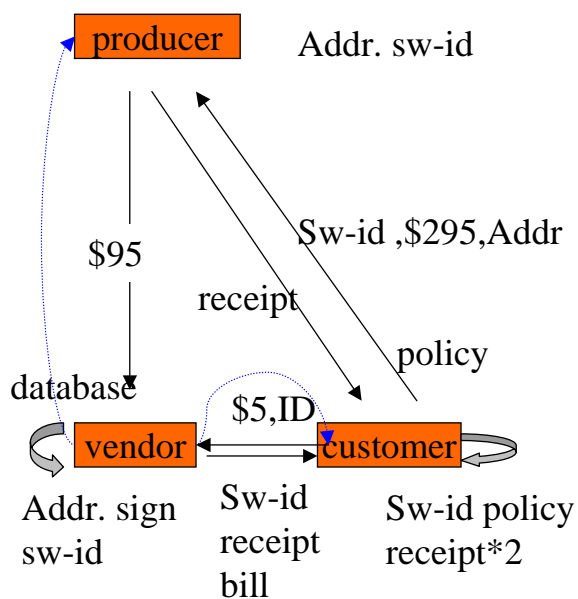 producer
Addr. sw-id
Sw-id ,$295,Addr
$95
receipt
policy
database
$5,ID
vendor
customer
Addr. sign
sw-id
Sw-id
receipt
bill
Sw-id policy
receipt*2